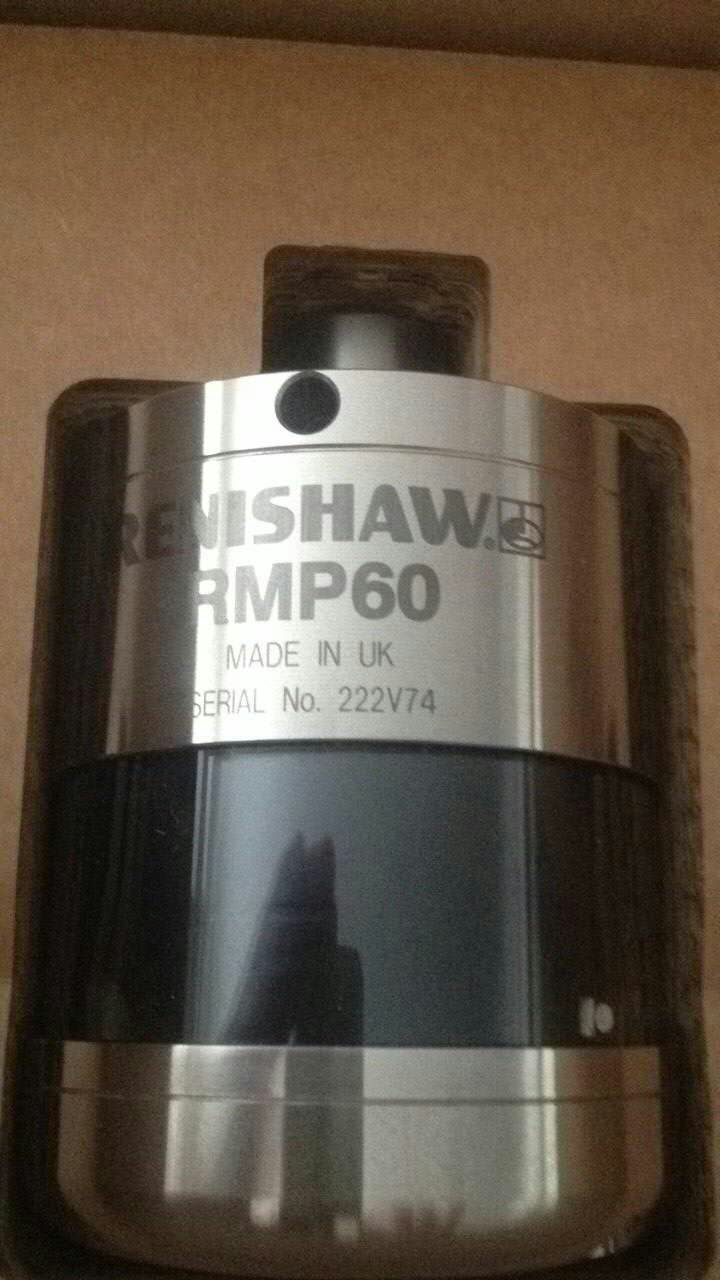 RENISHAW.
RMP60
MADE IN UK
SERIAL No. 222V74